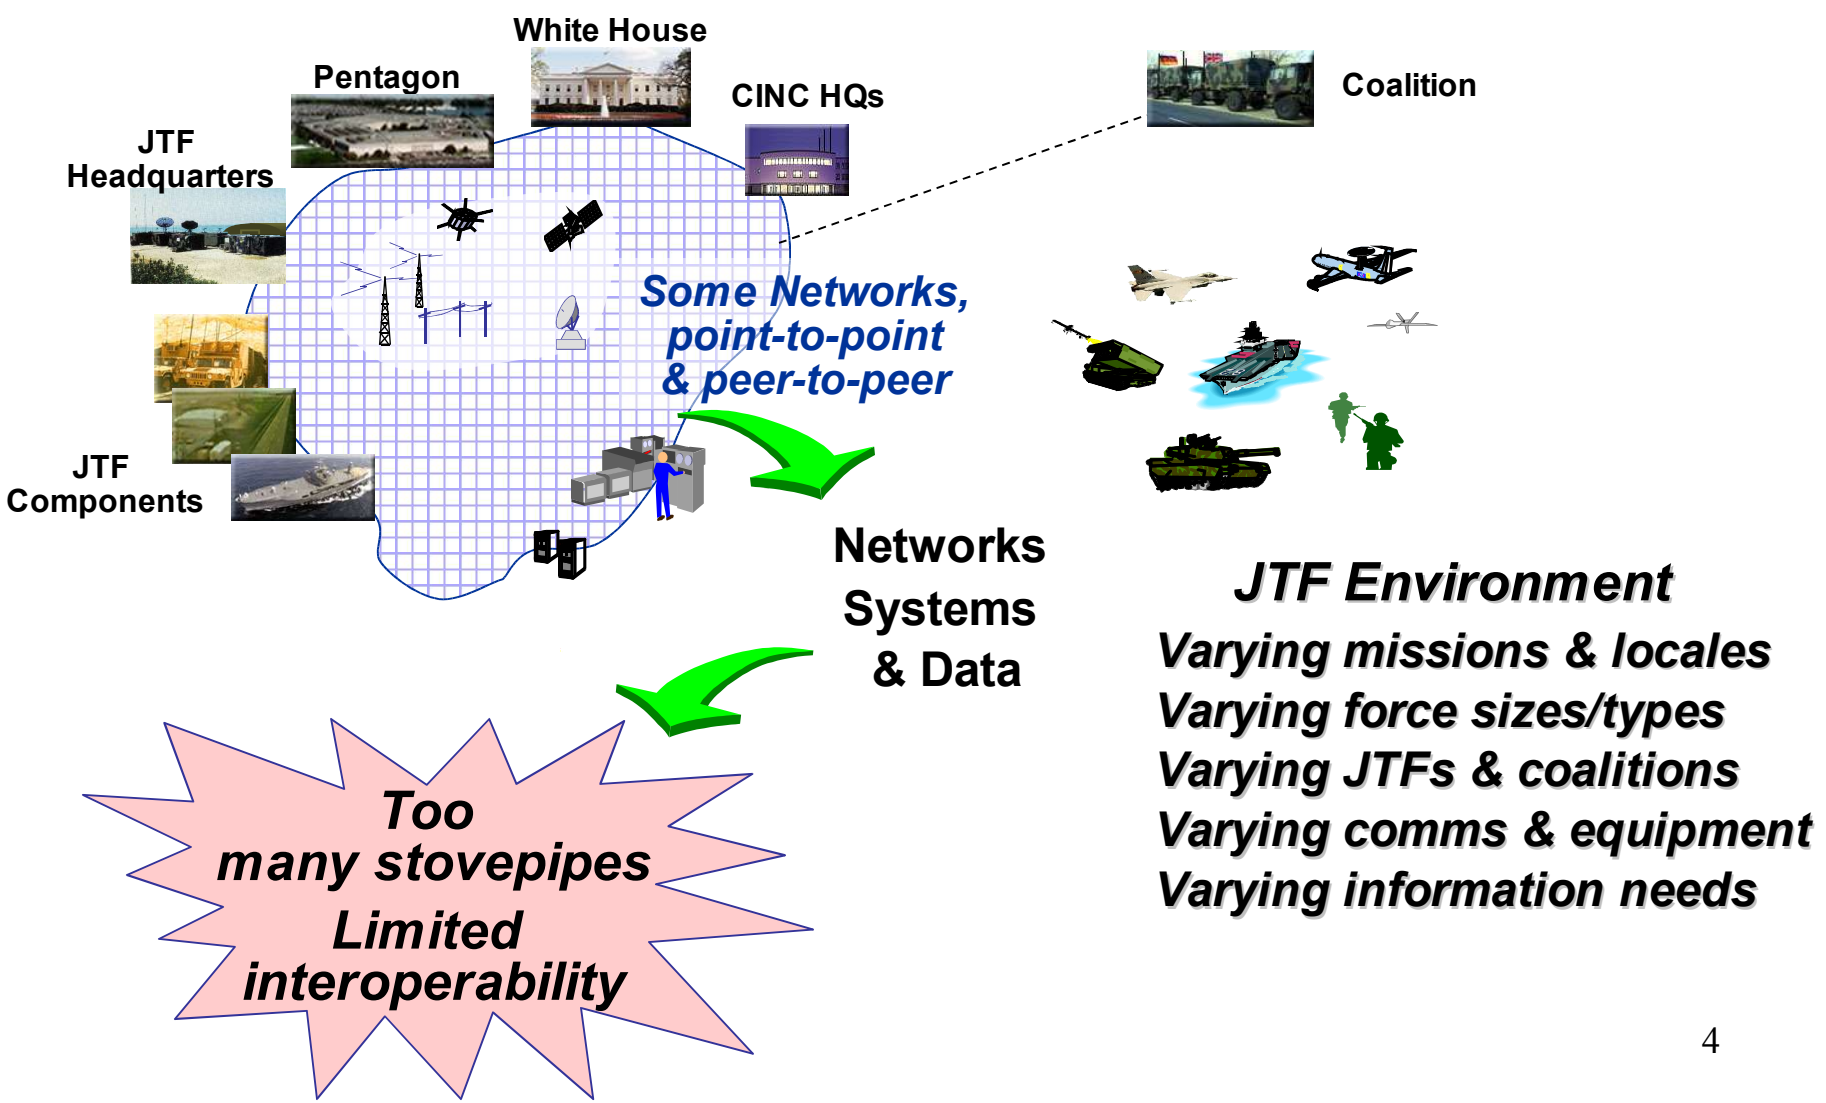 White House
Pentagon
CINC HQs
Coalition
JTF
Headquarters
Some Networks,
point-to-point
& peer-to-peer
JTF
Components
Networks
Systems
& Data
JTF Environment
Varying missions & locales
Varying force sizes/types
Varying JTFs & coalitions
Varying comms & equipment
Varying information needs
Too
many stovepipes
Limited
interoperability
4